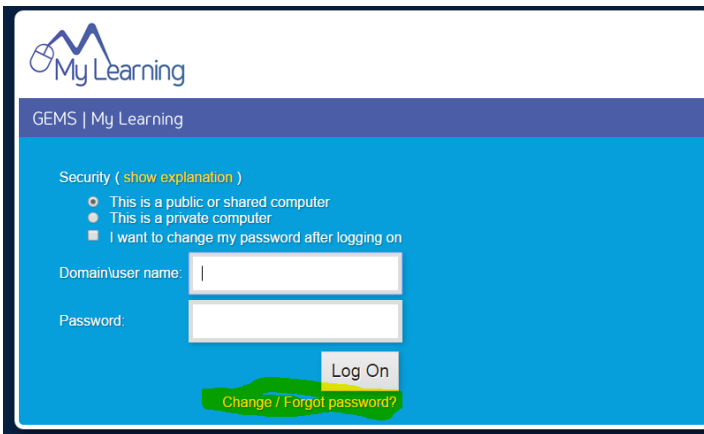 My Learning
GEMS | My Learning
Security ( show explanation )
This is a public or shared computer
This is a private computer
I want to change my password after logging on
Domain\user name:
Password:
Log On
Change / Forgot password?